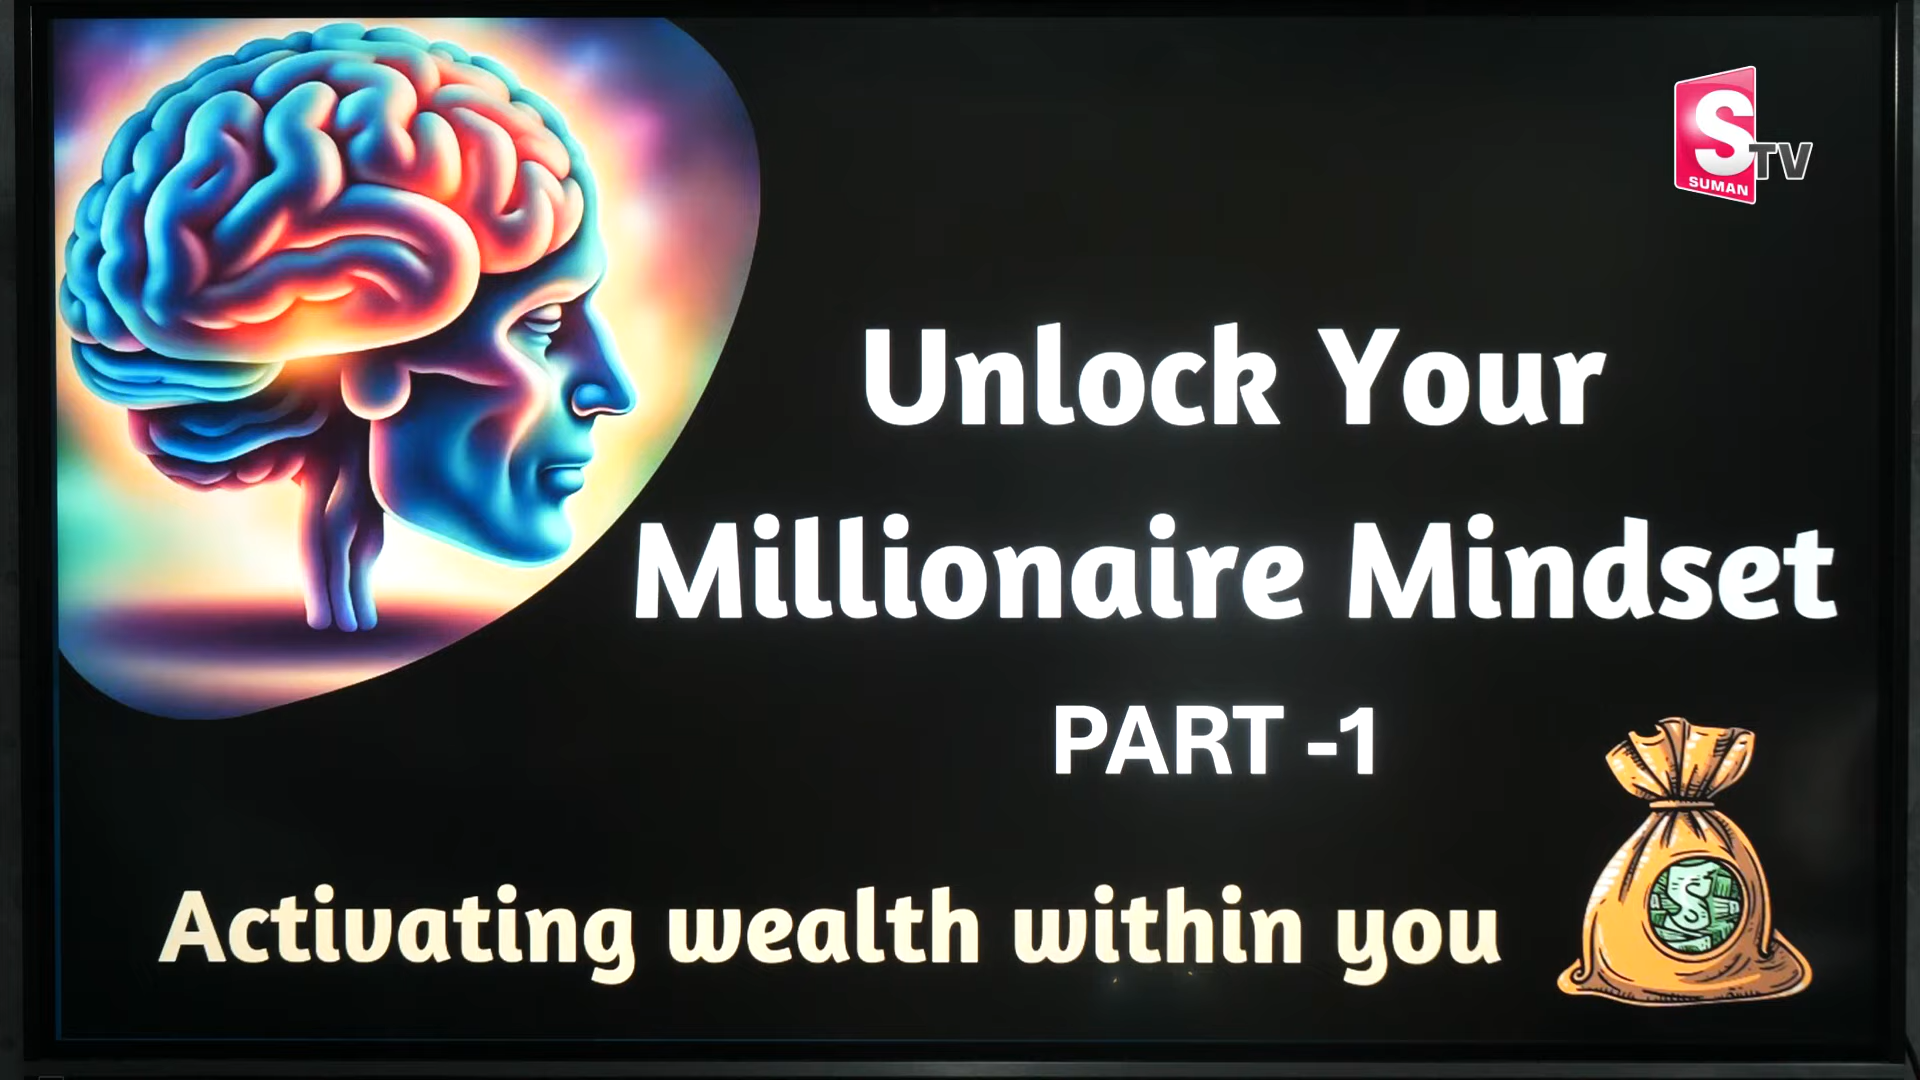 S
TV
SUMAN
Unlock Your
Millionaire Mindset
PART -1
Activating wealth within you
$